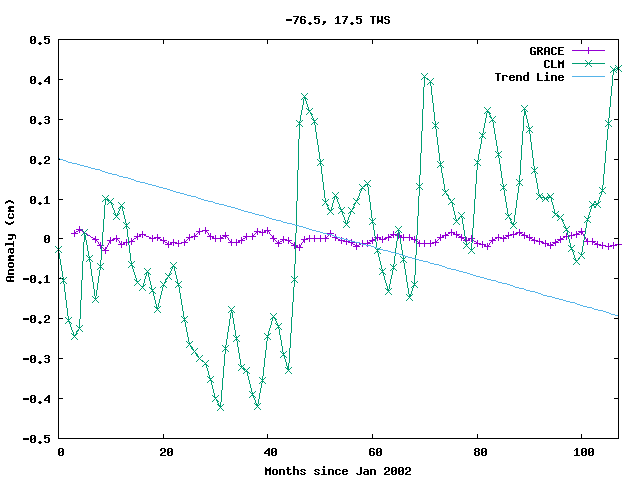 -76.5, 17.5 TWS
GRACE
CLM
Trend Line
0.5
0.4
0.3
0.2
0.1
0
-0.1
-0.2
-0.3
-0.4
-0.5
Anomaly (cm)
0 20 40 60 80 100
Months since Jan 2002